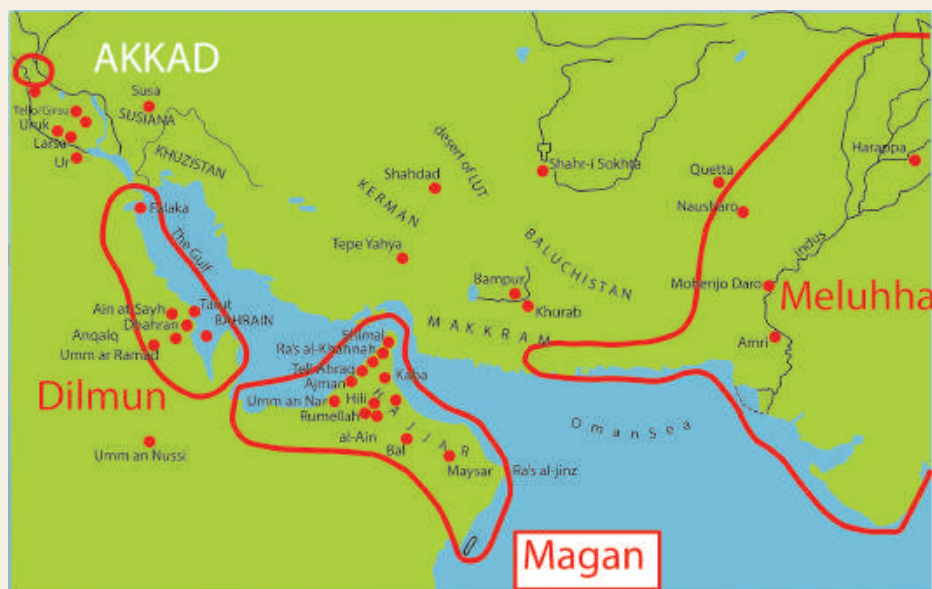 AKKAD
Susa
SUSIANA
Tello/Girsu
Uruk
Larsa
Ur
KHUZISTAN
desert of LUT
Shahdad
KERMAN
Shahr-i Sokhta
Harappa
Quetta
Nausharo
Failaka
The Gulf
Tepe Yahya
BALUCHISTAN
indus
Bampur
Khurab
Mohenjo Daro
Meluhha
Ain at-Sayh
Tarut
Dhahran
BAHRAIN
Anqalq
Umm ar Ramad
MAKKRAM
Amri
Shimal
Ra's al-Khahnah
Tell Abraq
Ajman
Kalba
Dilmun
Umm an Nar
Hili
Rumellah
HAJJAR
Oman Sea
al-Ain
Bal
Umm an Nussi
Maysar
Ra's al-jinz
Magan